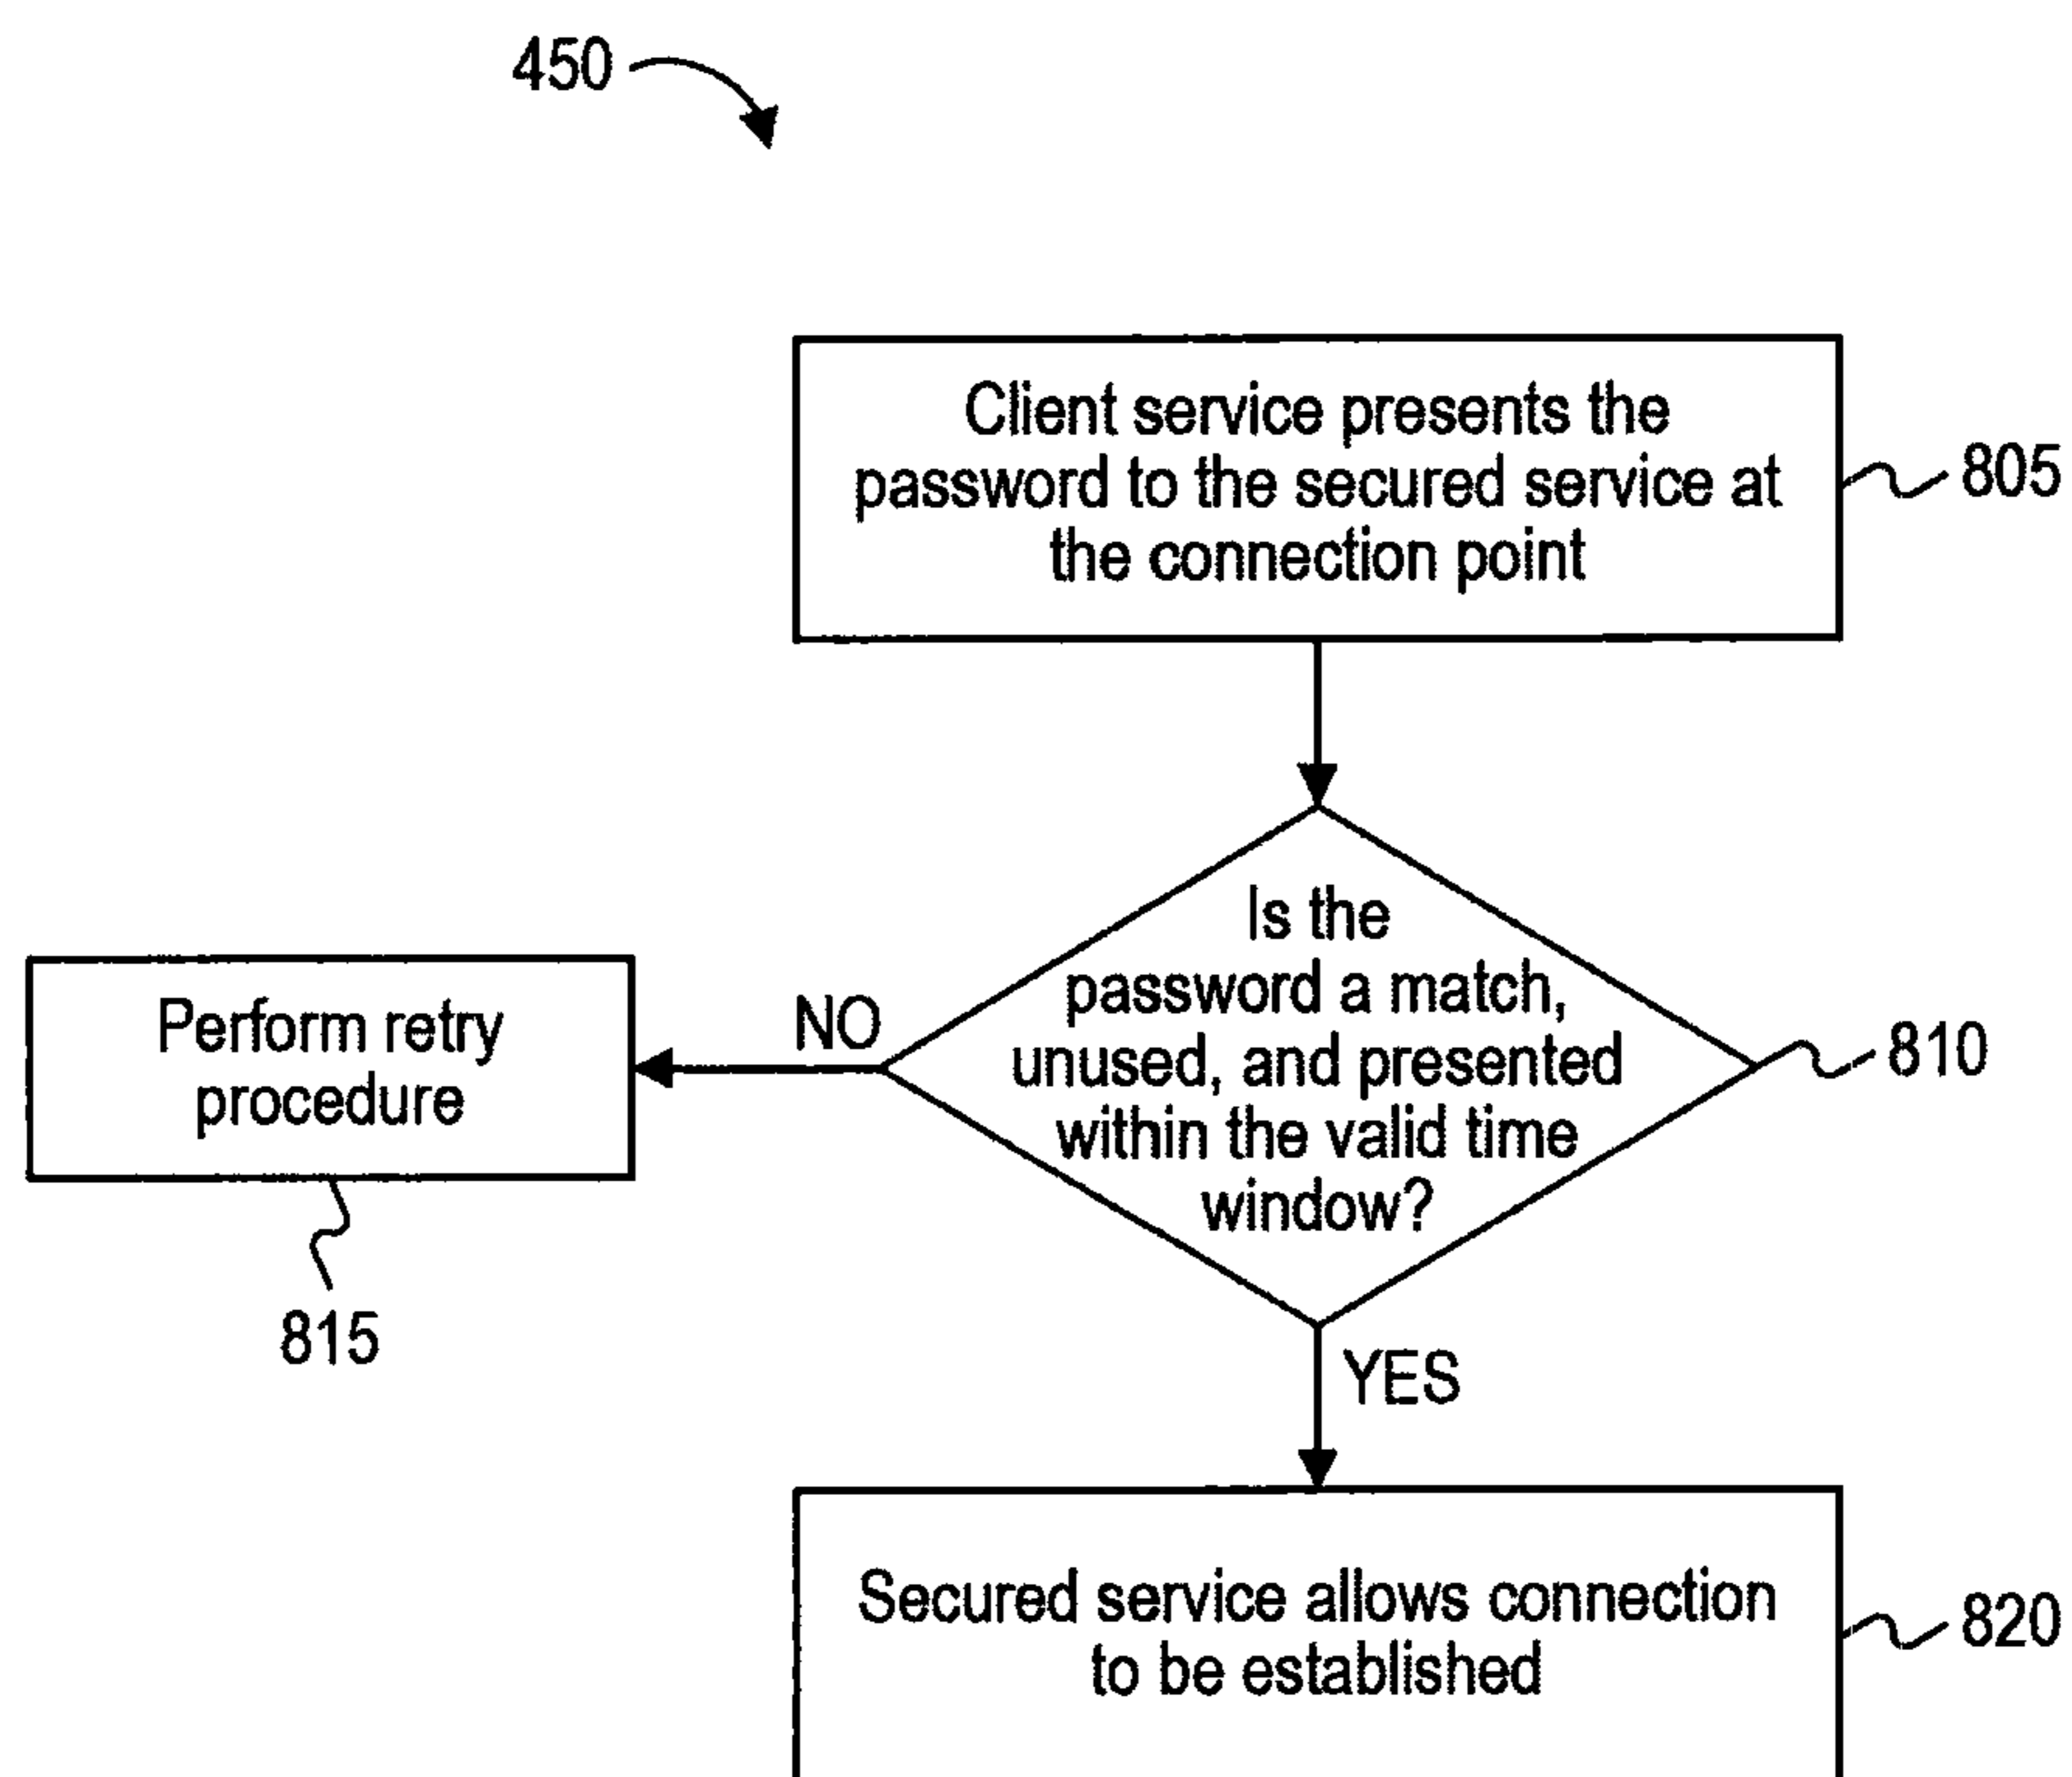 450
Client service presents the
password to the secured service at
the connection point
805
Is the
password a match,
unused, and presented
within the valid time
window?
810
NO
Perform retry
procedure
815
YES
Secured service allows connection
to be established
820